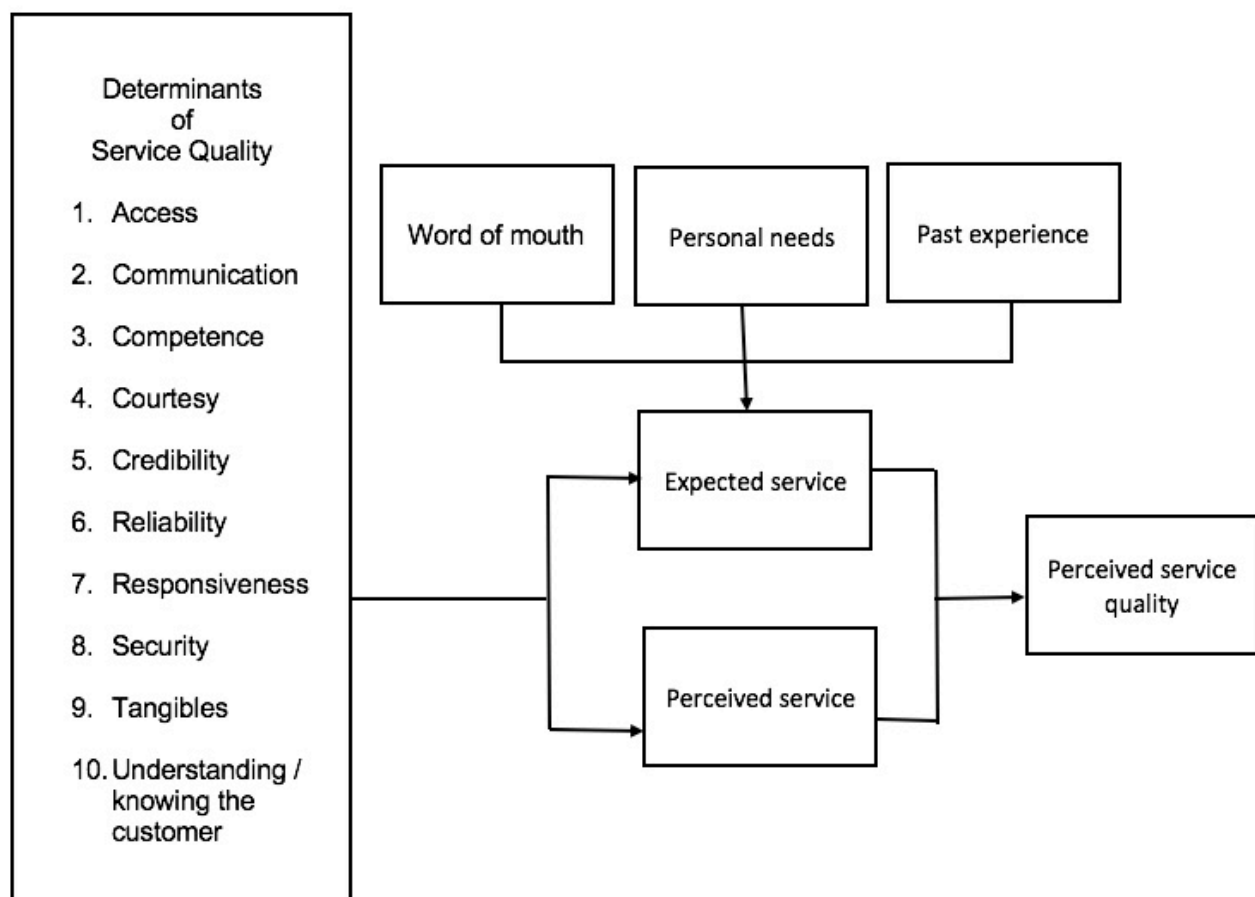 Determinants
of
Service Quality
1. Access
2. Communication
3. Competence
4. Courtesy
5. Credibility
6. Reliability
7. Responsiveness
8. Security
9. Tangibles
10. Understanding /
knowing the
customer
Word of mouth
Personal needs
Past experience
Expected service
Perceived service
Perceived service
quality